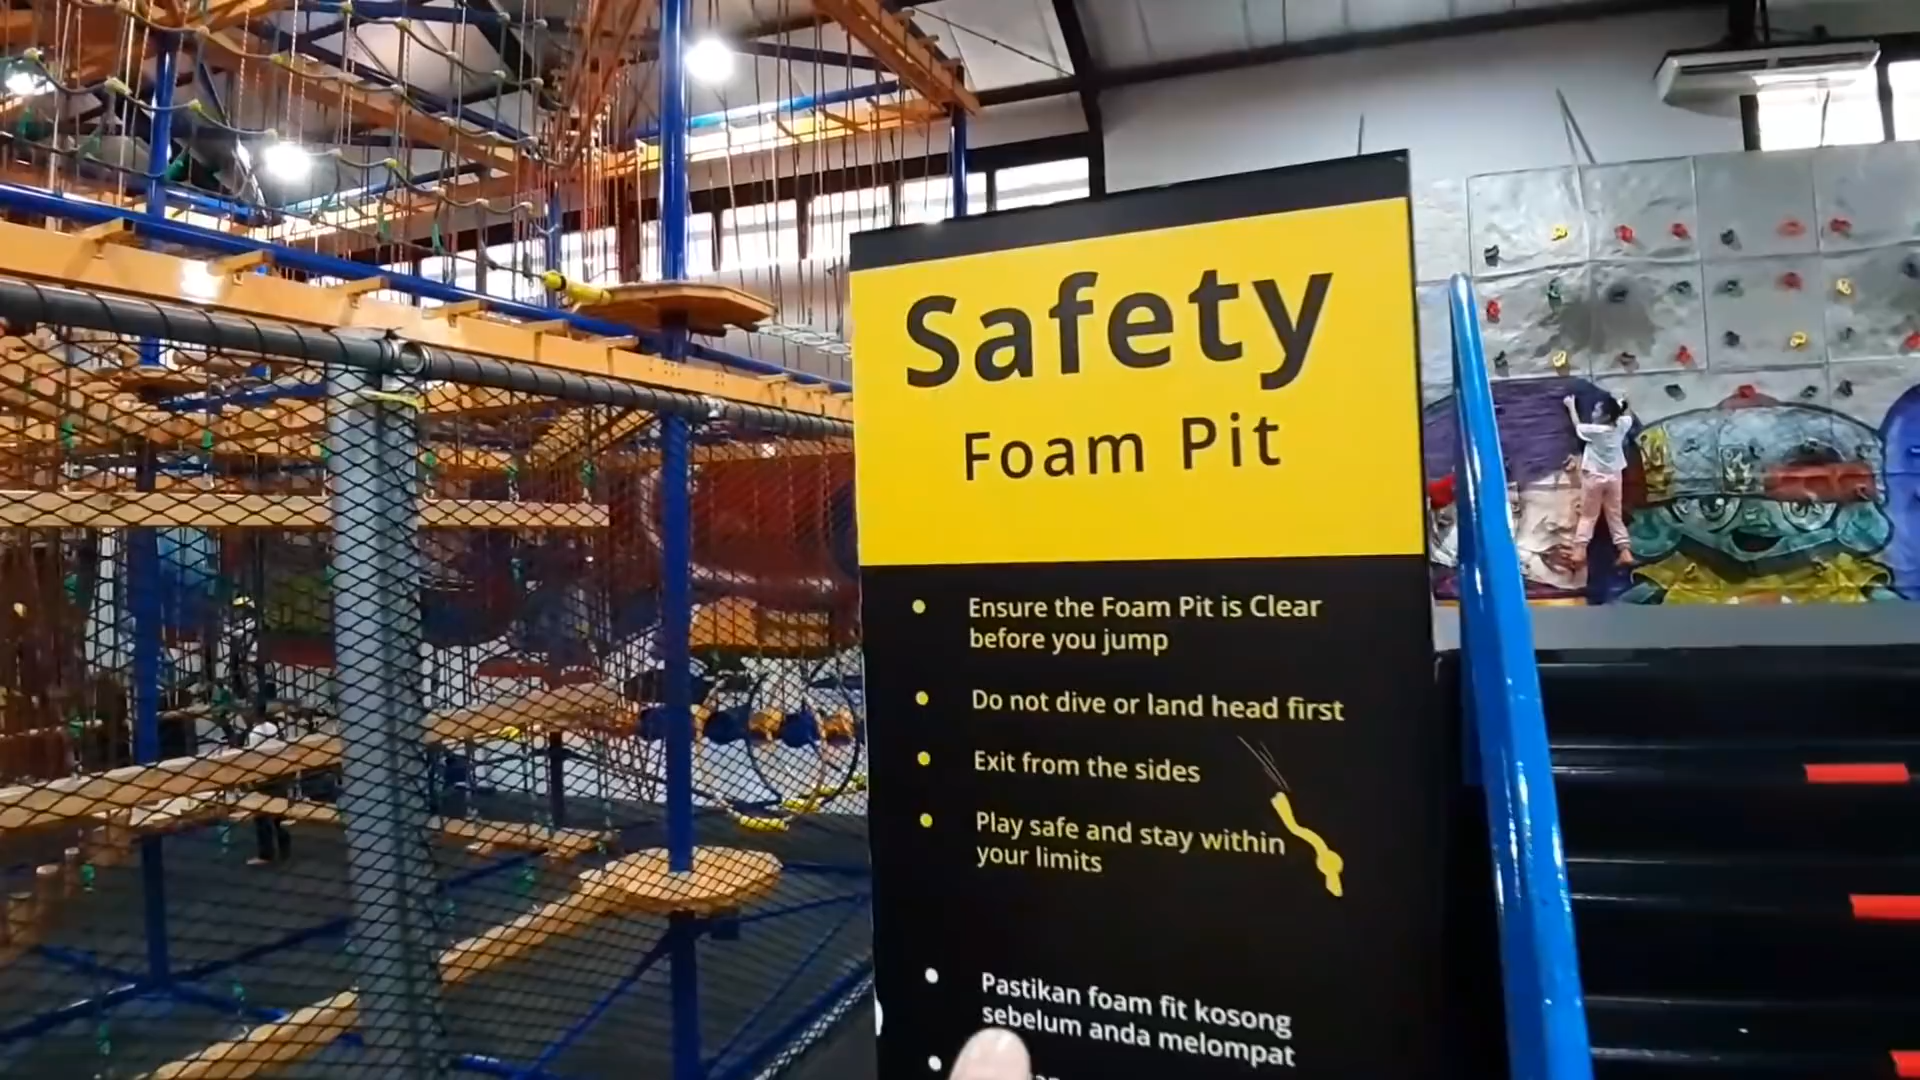 Safety
Foam Pit
Ensure the Foam Pit is Clear
before you jump
Do not dive or land head first
Exit from the sides
Play safe and stay within
your limits
Pastikan foam fit kosong
sebelum anda melompat